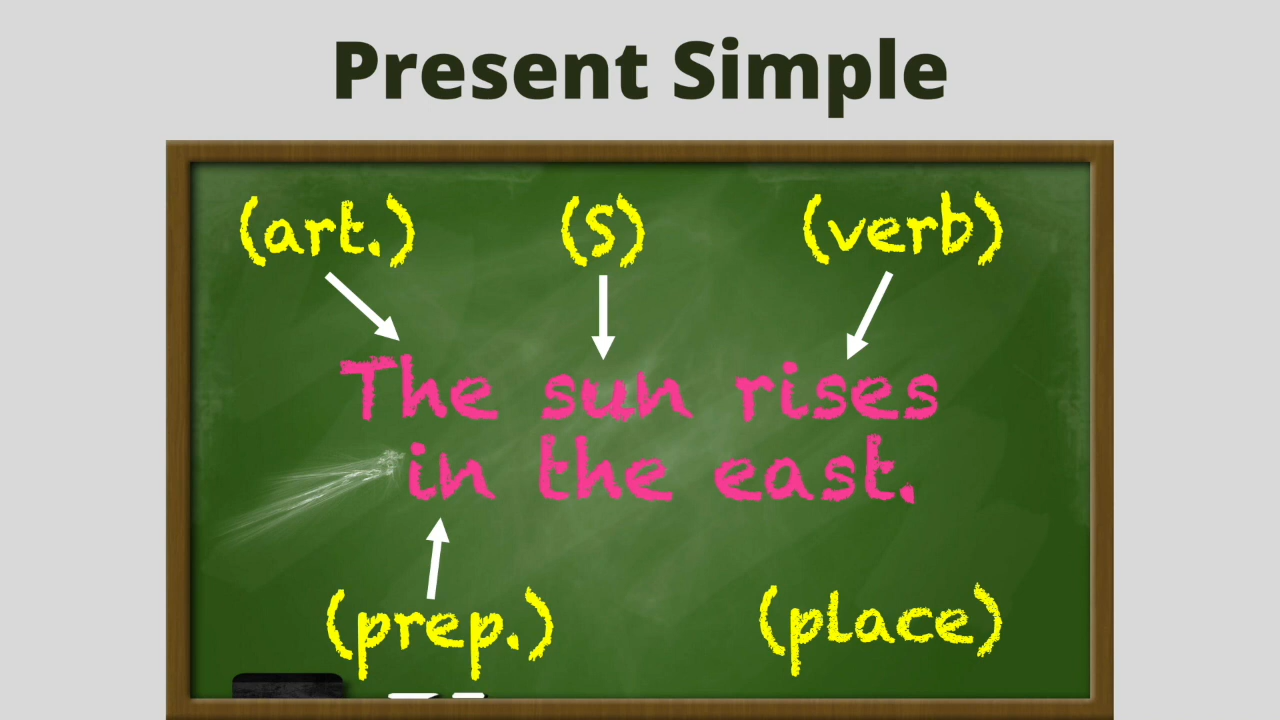 Present Simple
(art.) (S) (verb)
The sun rises
in the east.
(prep.) (place)